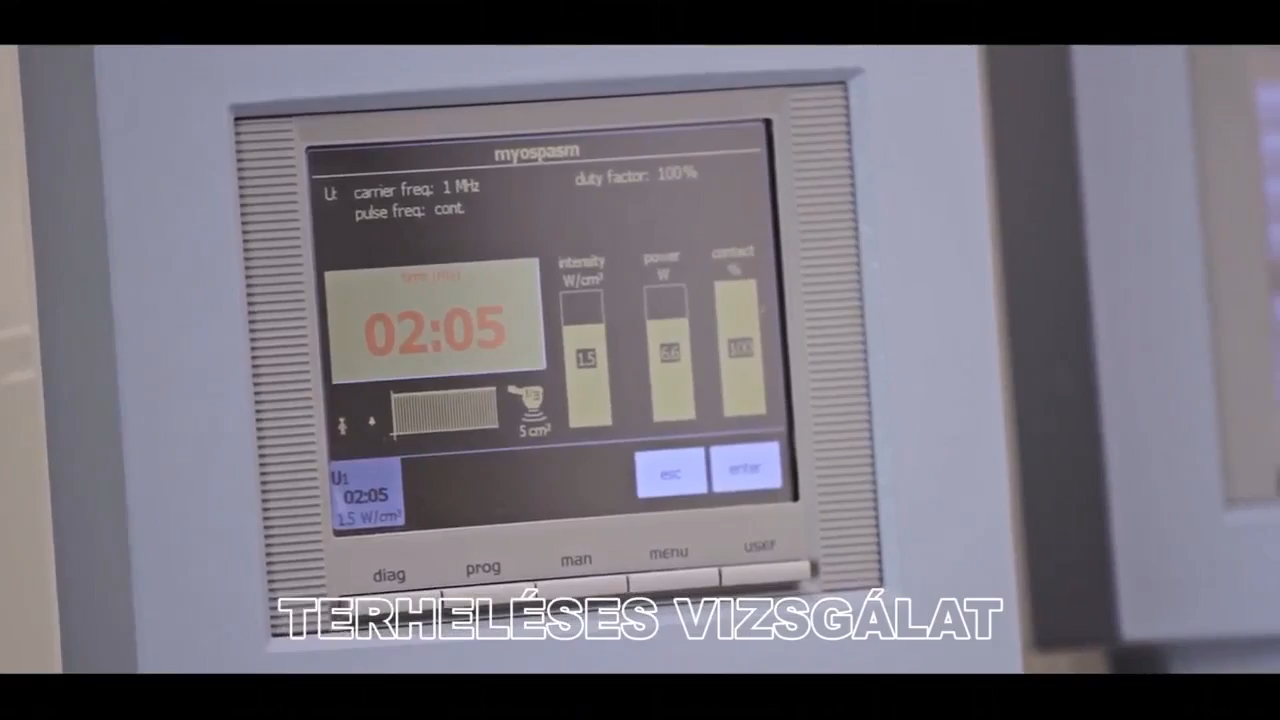 myospasm
U: carrier freq.: 1 MHz duty factor: 100%
pulse freq.: cont.
time (m:s)
02:05
intensity
W/cm²
power
W
contact
%
1.5
6.6
100
5 cm²
U1
02:05
1.5 W/cm²
esc
enter
diag
prog
man
menu
user
TERHELÉSES VIZSGÁLAT